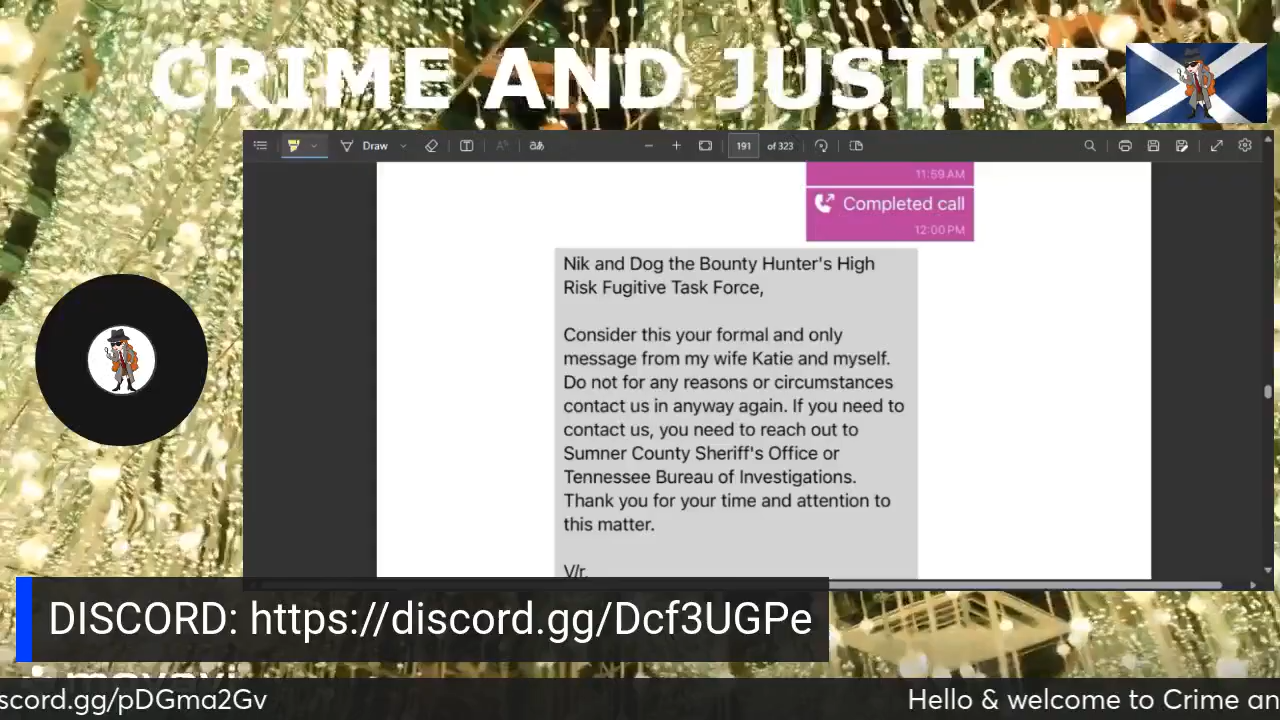 CRIME AND JUSTICE
Draw
191 of 323
11:59 AM
Completed call
12:00 PM
Nik and Dog the Bounty Hunter's High
Risk Fugitive Task Force,
Consider this your formal and only
message from my wife Katie and myself.
Do not for any reasons or circumstances
contact us in anyway again. If you need to
contact us, you need to reach out to
Sumner County Sheriff's Office or
Tennessee Bureau of Investigations.
Thank you for your time and attention to
this matter.
V/r.
DISCORD: https://discord.gg/Dcf3UGPe
iscord.gg/pDGma2Gv
Hello & welcome to Crime an